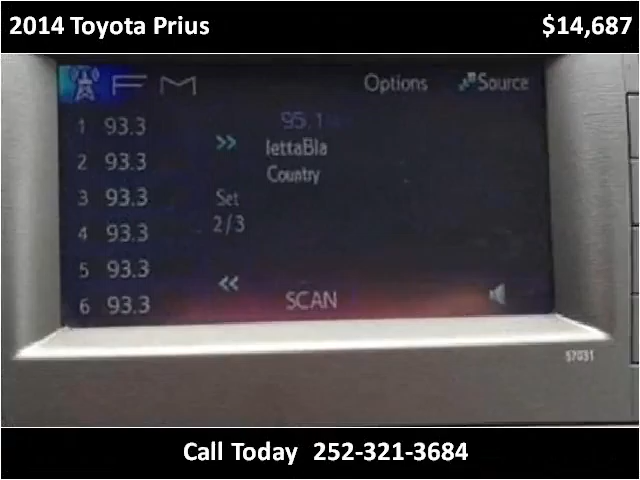 2014 Toyota Prius $14,687
FM Options Source
1 93.3 95.1
2 93.3 >> lettaBla
Country
3 93.3 Set
4 93.3 2/3
5 93.3 <<
6 93.3 SCAN
57031
Call Today 252-321-3684